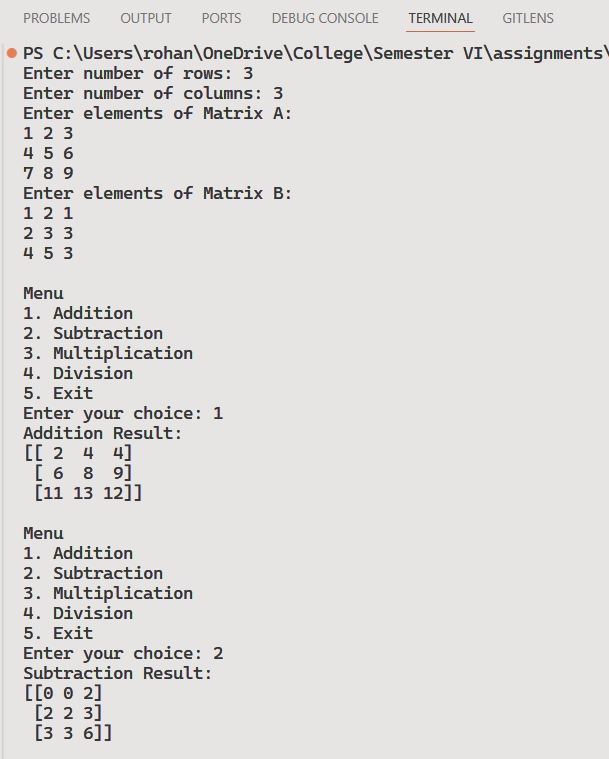 PROBLEMS OUTPUT PORTS DEBUG CONSOLE TERMINAL GITLENS
PS C:\Users\rohan\OneDrive\College\Semester VI\assignments\
Enter number of rows: 3
Enter number of columns: 3
Enter elements of Matrix A:
1 2 3
4 5 6
7 8 9
Enter elements of Matrix B:
1 2 1
2 3 3
4 5 3

Menu
1. Addition
2. Subtraction
3. Multiplication
4. Division
5. Exit
Enter your choice: 1
Addition Result:
[[ 2  4  4]
 [ 6  8  9]
 [11 13 12]]

Menu
1. Addition
2. Subtraction
3. Multiplication
4. Division
5. Exit
Enter your choice: 2
Subtraction Result:
[[0 0 2]
 [2 2 3]
 [3 3 6]]